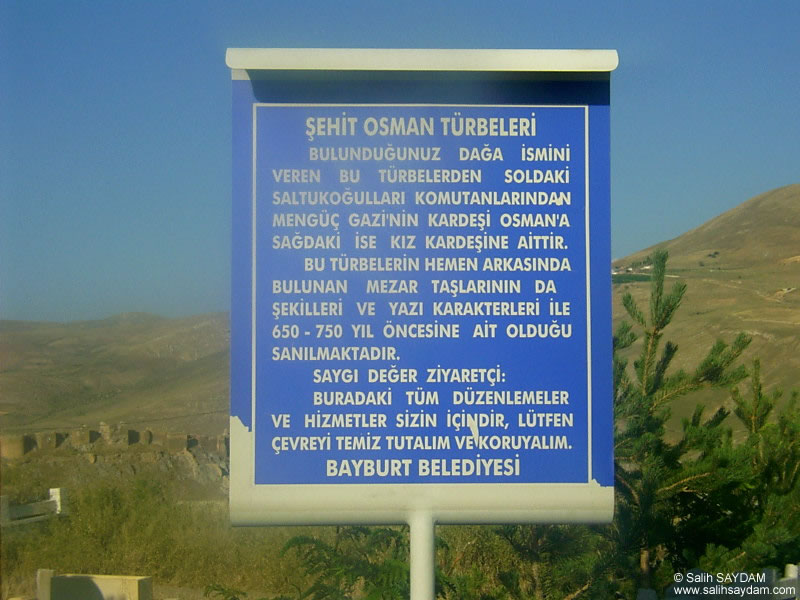 ŞEHİT OSMAN TÜRBELERİ
BULUNDUĞUNUZ DAĞA İSMİNİ
VEREN BU TÜRBELERDEN SOLDAKİ
SALTUKOĞULLARI KOMUTANLARINDAN
MENGÜÇ GAZİ'NİN KARDEŞİ OSMAN'A
SAĞDAKİ İSE KIZ KARDEŞİNE AİTTİR.
BU TÜRBELERİN HEMEN ARKASINDA
BULUNAN MEZAR TAŞLARININ DA
ŞEKİLLERİ VE YAZI KARAKTERLERİ İLE
650 - 750 YIL ÖNCESİNE AİT OLDUĞU
SANILMAKTADIR.
SAYGI DEĞER ZİYARETÇİ:
BURADAKİ TÜM DÜZENLEMELER
VE HİZMETLER SİZİN İÇİNDİR, LÜTFEN
ÇEVREYİ TEMİZ TUTALIM VE KORUYALIM.
BAYBURT BELEDİYESİ
© Salih SAYDAM
www.salihsaydam.com